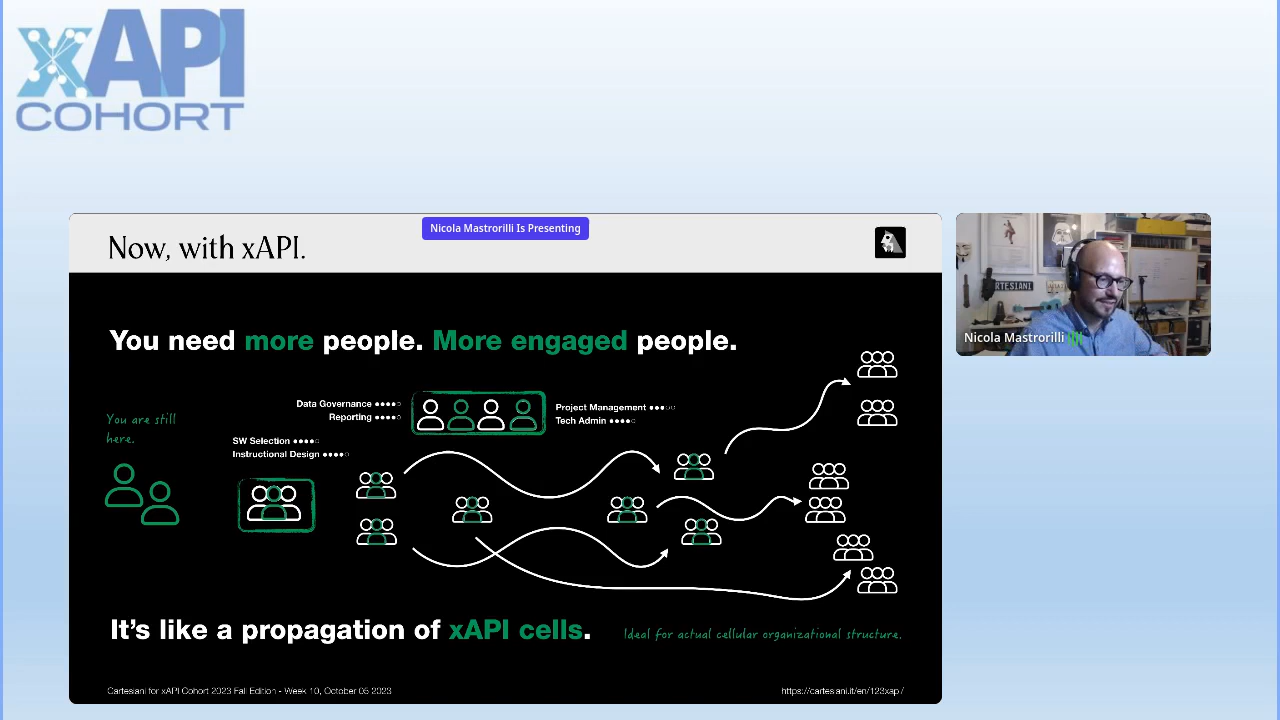 xAPI
COHORT
Nicola Mastrorilli Is Presenting
Now, with xAPI.
You need more people. More engaged people.
Data Governance ●●●●○
Reporting ●●●●○
Project Management ●●●○○
Tech Admin ●●●●○
You are still
here.
SW Selection ●●●●○
Instructional Design ●●●●○
It's like a propagation of xAPI cells.
Ideal for actual cellular organizational structure.
Cartesiani for xAPI Cohort 2023 Fall Edition - Week 10, October 05 2023
https://cartesiani.it/en/123xapi/
RTESIANI
Nicola Mastrorilli